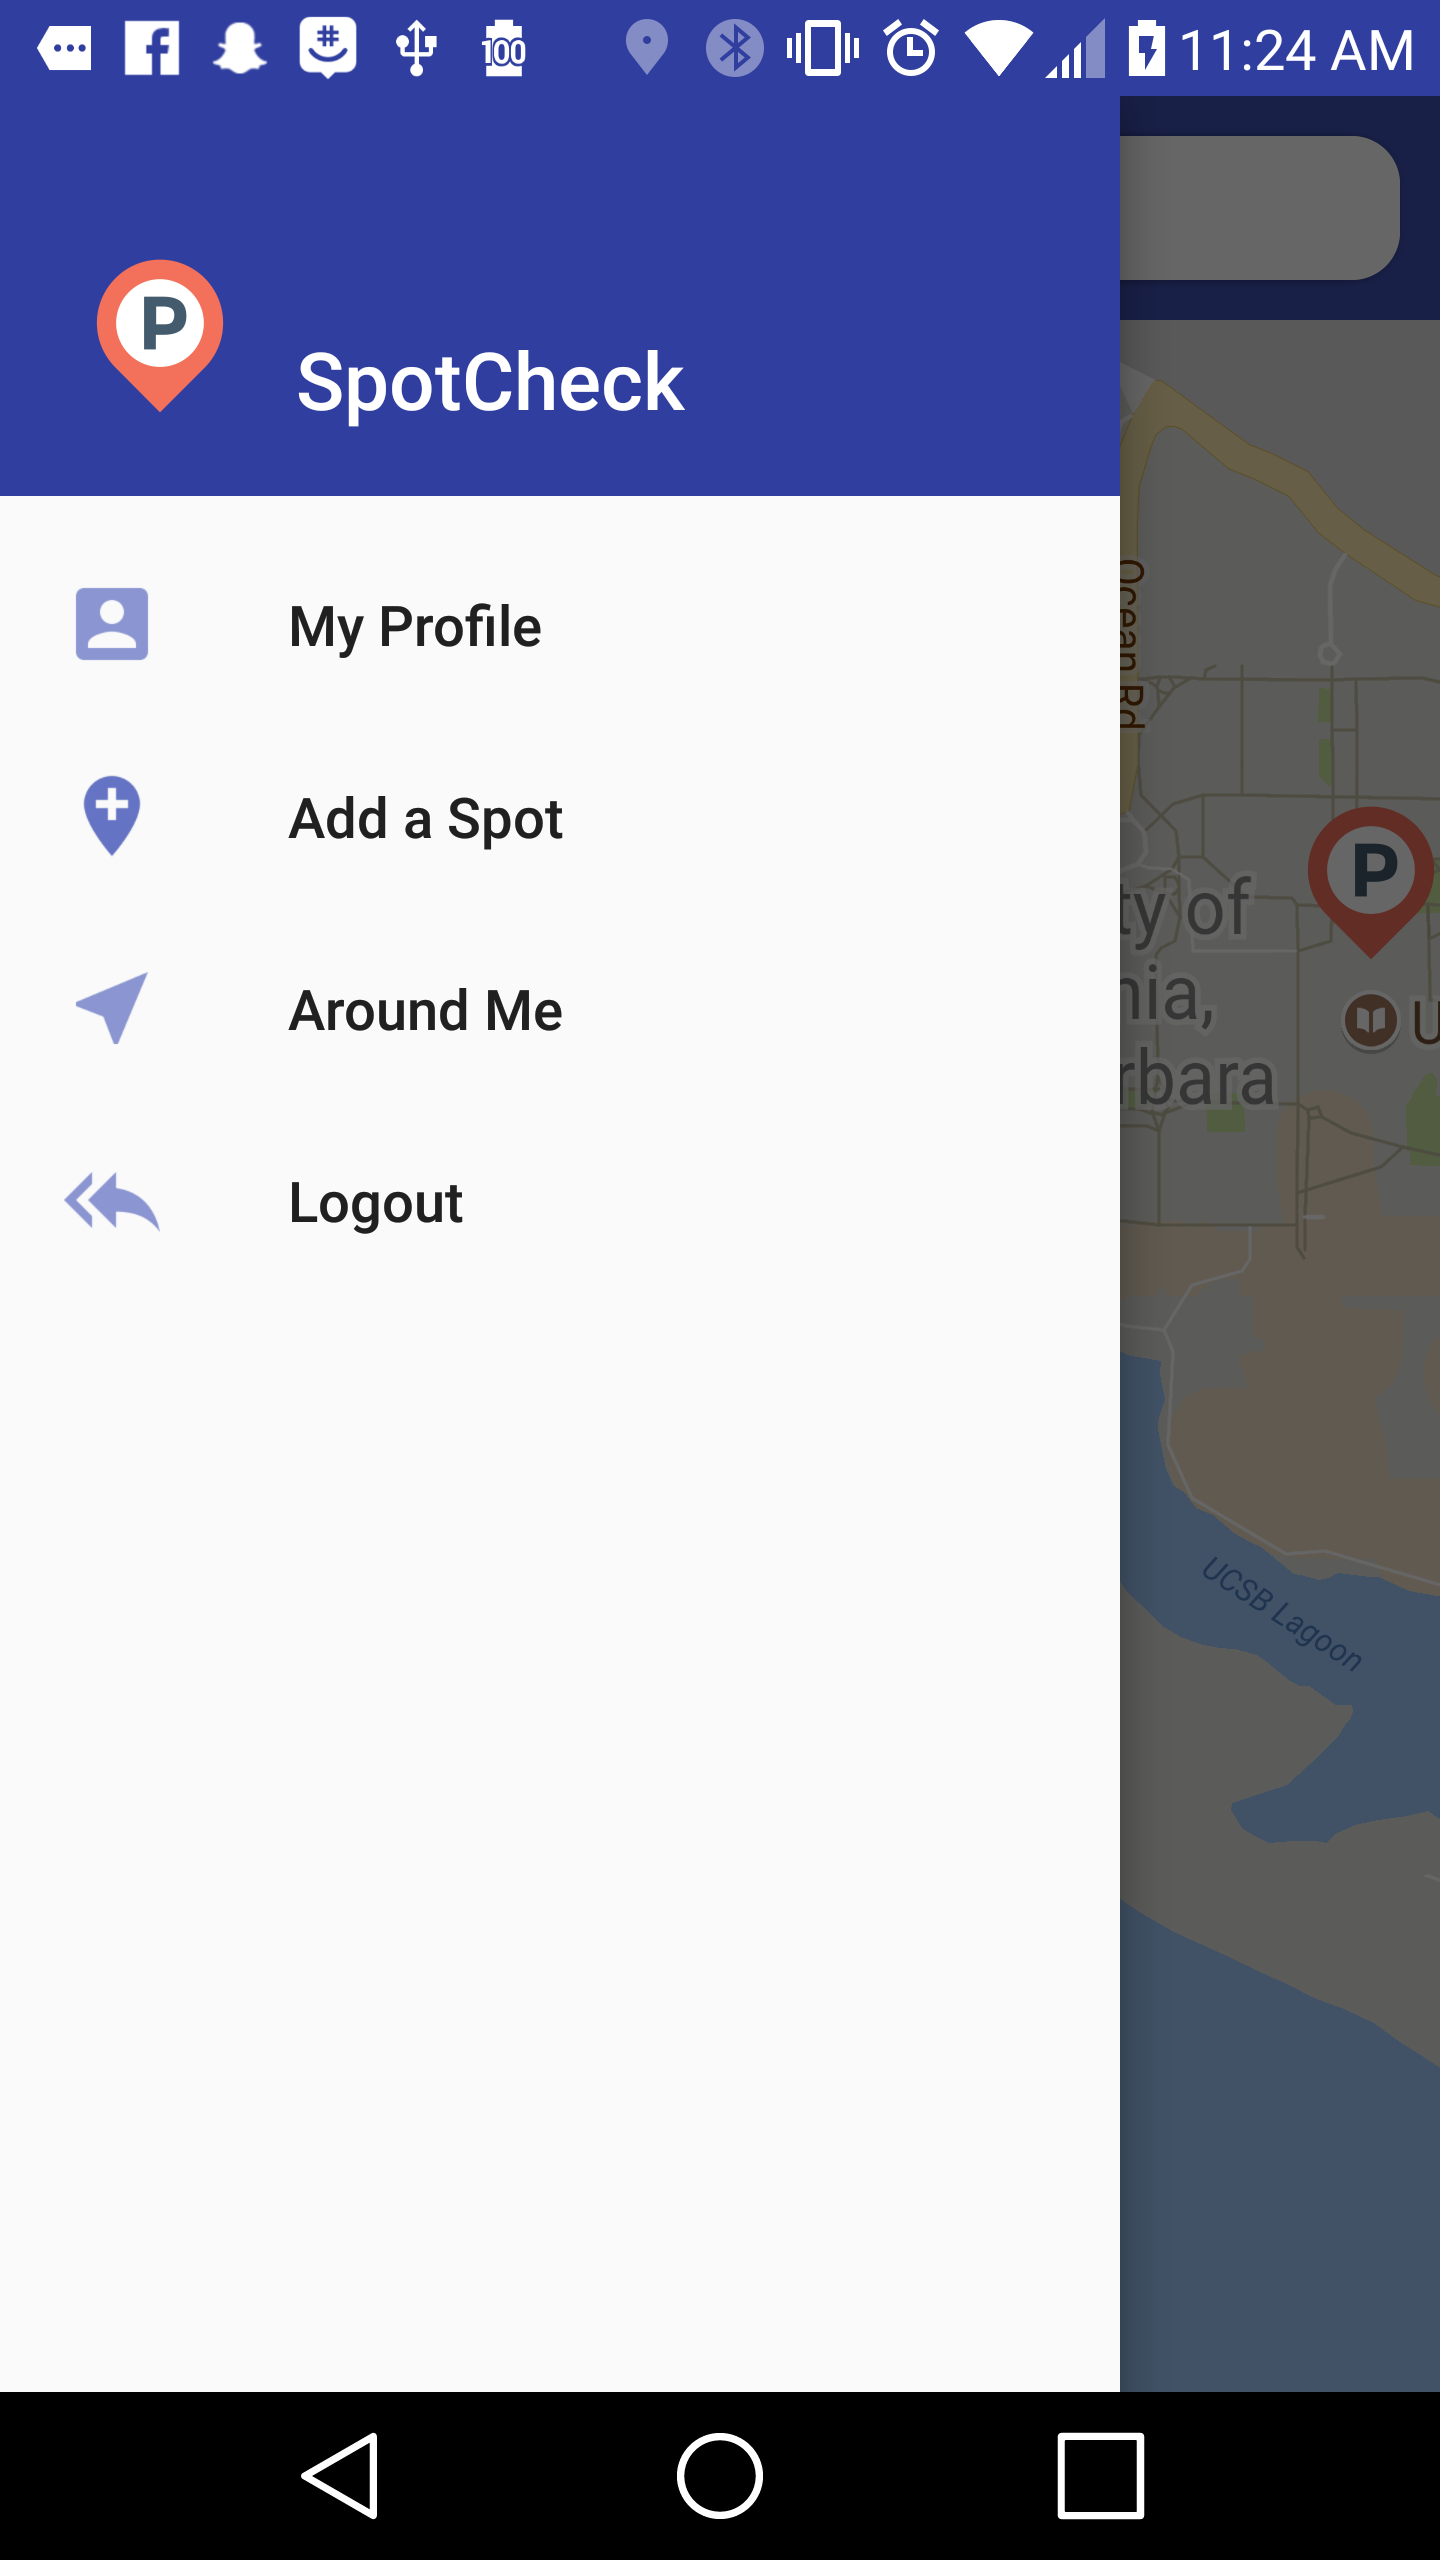 100
11:24 AM
P
SpotCheck
My Profile
Add a Spot
Around Me
Logout
Ocean Rd
P
ty of
nia,
rbara
U
UCSB Lagoon